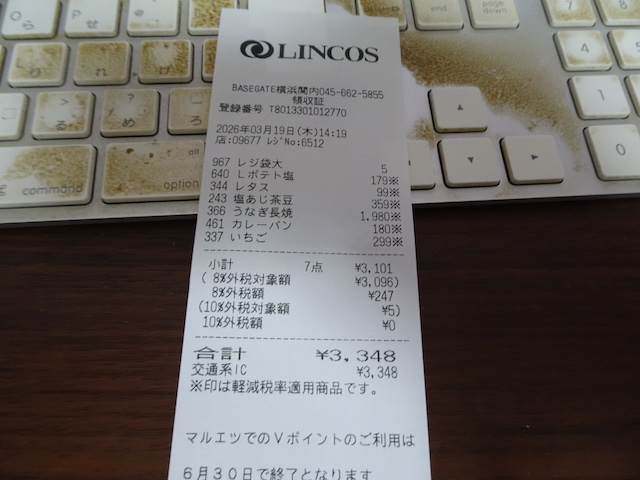 LINCOS
BASEGATE横浜関内045-662-5855
領収証
登録番号 T8013301012770
2026年03月19日(木)14:19
店:09677 ﾚｼﾞNo:6512
967 レジ袋大 5
640 レポテト塩 179※
344 レタス 99※
243 塩あじ茶豆 359※
366 うなぎ長焼 1,980※
461 カレーパン 180※
337 いちご 299※
小計 7点 ¥3,101
( 8%外税対象額 ¥3,096)
8%外税額 ¥247
(10%外税対象額 ¥5)
10%外税額 ¥0
合計 ¥3,348
交通系IC ¥3,348
※印は軽減税率適用商品です。
マルエツでのVポイントのご利用は
6月30日で終了となります
command
option
page down